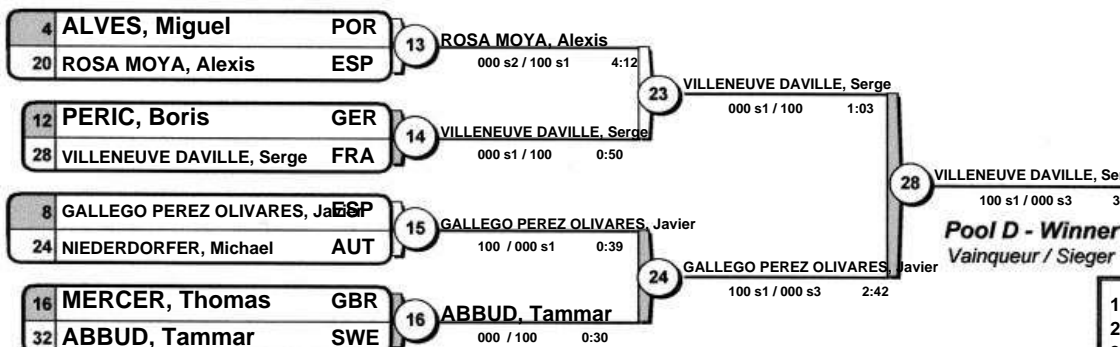 4 ALVES, Miguel POR
20 ROSA MOYA, Alexis ESP
13
ROSA MOYA, Alexis
000 s2 / 100 s1 4:12
12 PERIC, Boris GER
28 VILLENEUVE DAVILLE, Serge FRA
14
VILLENEUVE DAVILLE, Serge
000 s1 / 100 0:50
23
VILLENEUVE DAVILLE, Serge
000 s1 / 100 1:03
8 GALLEGO PEREZ OLIVARES, Javier ESP
24 NIEDERDORFER, Michael AUT
15
GALLEGO PEREZ OLIVARES, Javier
100 / 000 s1 0:39
16 MERCER, Thomas GBR
32 ABBUD, Tammar SWE
16
ABBUD, Tammar
000 / 100 0:30
24
GALLEGO PEREZ OLIVARES, Javier
100 s1 / 000 s3 2:42
28
VILLENEUVE DAVILLE, Se
100 s1 / 000 s3 3
Pool D - Winner
Vainqueur / Sieger
1
2